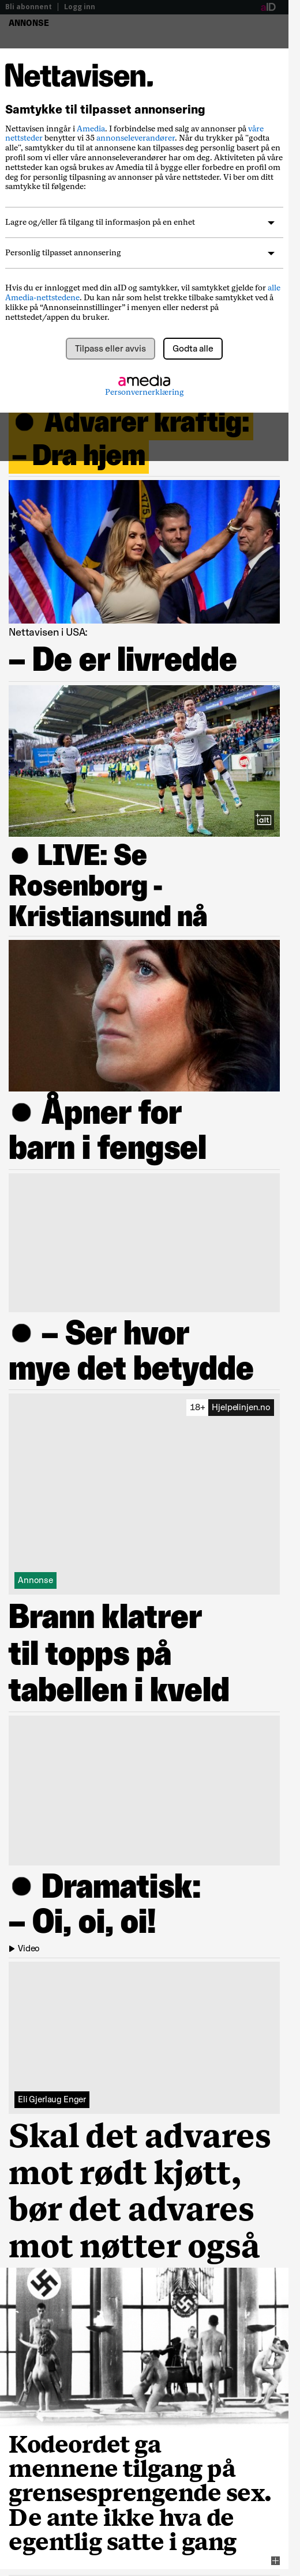 Bli abonnent | Logg inn
aID
ANNONSE
Nettavisen.
Samtykke til tilpasset annonsering
Nettavisen inngår i Amedia. I forbindelse med salg av annonser på våre
nettsteder benytter vi 35 annonseleverandører. Når du trykker på "godta
alle", samtykker du til at annonsene kan tilpasses deg personlig basert på en
profil som vi eller våre annonseleverandører har om deg. Aktiviteten på våre
nettsteder kan også brukes av Amedia til å bygge eller forbedre en profil om
deg for personlig tilpasning av annonser på våre nettsteder. Vi ber om ditt
samtykke til følgende:
Lagre og/eller få tilgang til informasjon på en enhet
Personlig tilpasset annonsering
Hvis du er innlogget med din aID og samtykker, vil samtykket gjelde for alle
Amedia-nettstedene. Du kan når som helst trekke tilbake samtykket ved å
klikke på “Annonseinnstillinger” i menyen eller nederst på
nettstedet/appen du bruker.
Tilpass eller avvis
Godta alle
amedia
Personvernerklæring
● Advarer kraftig:
– Dra hjem
Nettavisen i USA:
– De er livredde
+alt
● LIVE: Se
Rosenborg -
Kristiansund nå
● Åpner for
barn i fengsel
● – Ser hvor
mye det betydde
18+ Hjelpelinjen.no
Annonse
Brann klatrer
til topps på
tabellen i kveld
● Dramatisk:
– Oi, oi, oi!
Video
Eli Gjerlaug Enger
Skal det advares
mot rødt kjøtt,
bør det advares
mot nøtter også
Kodeordet ga
mennene tilgang på
grensesprengende sex.
De ante ikke hva de
egentlig satte i gang